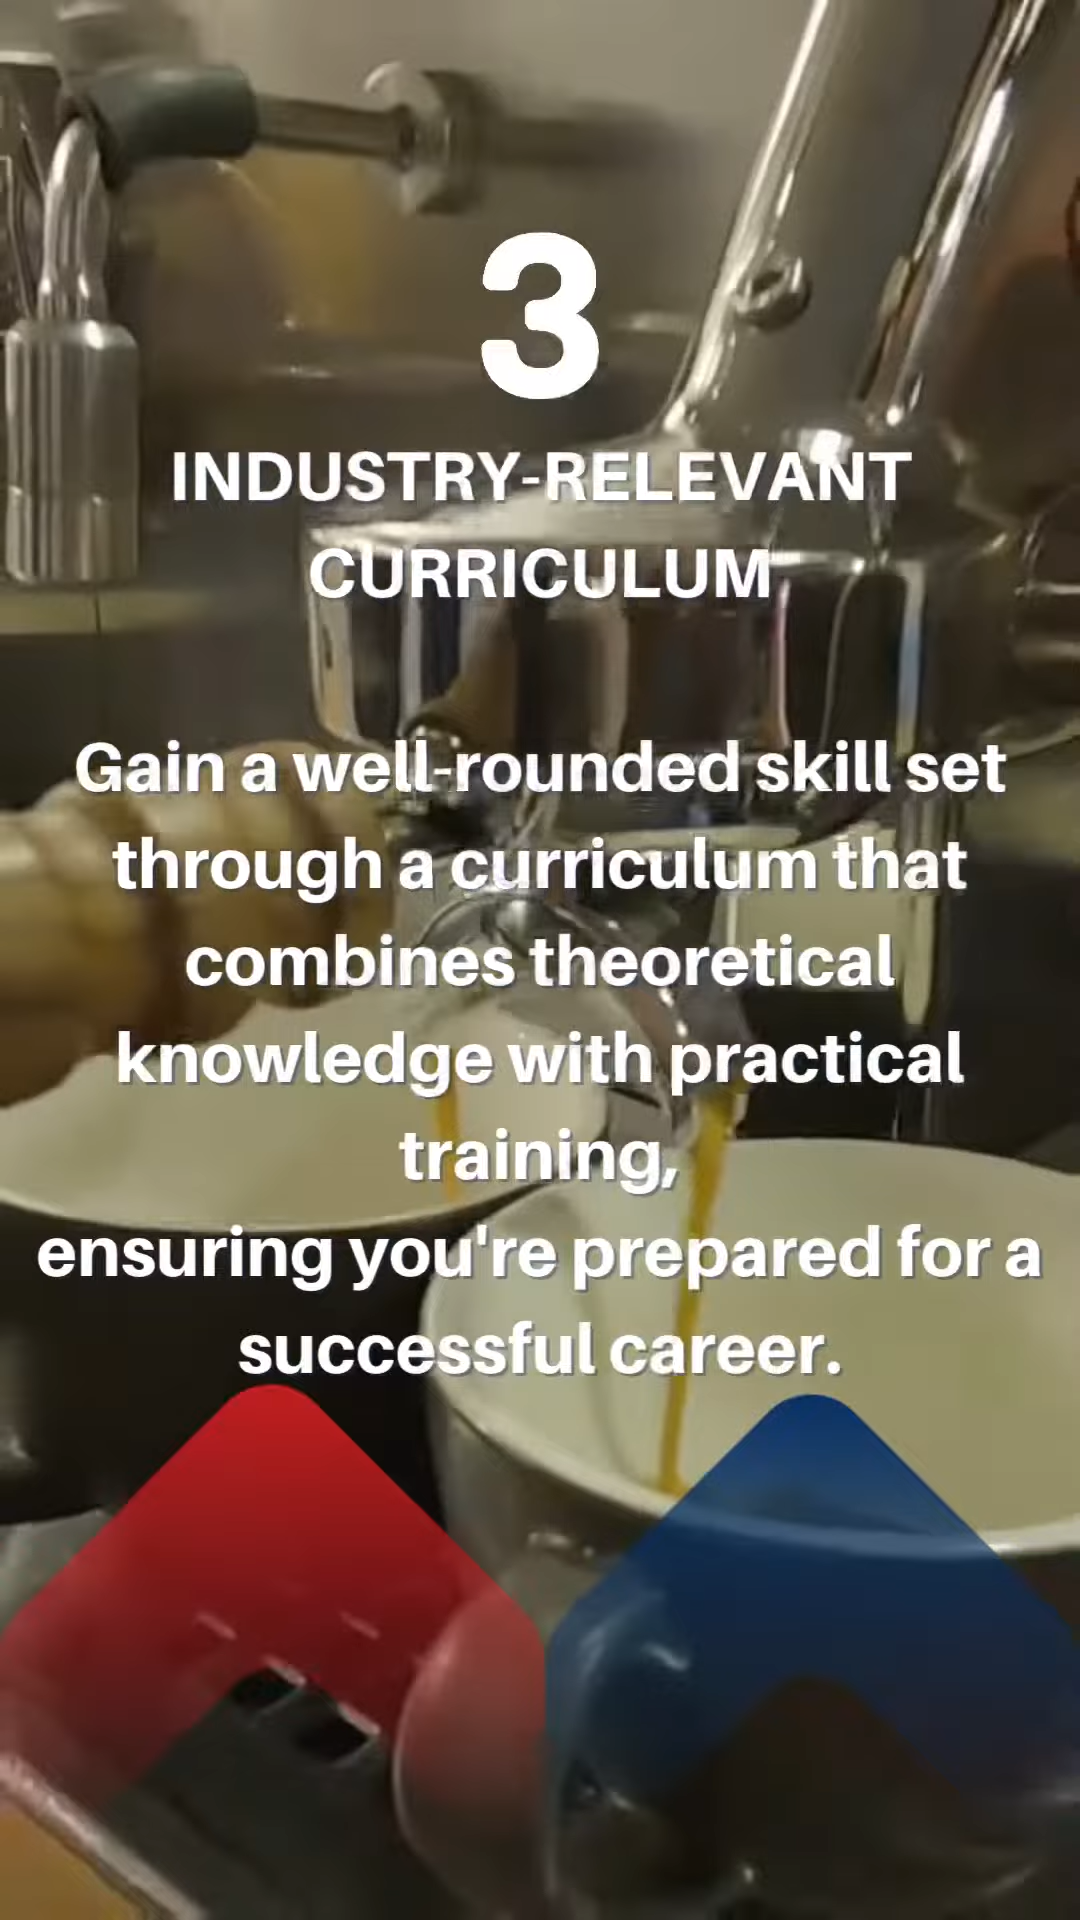 3
INDUSTRY-RELEVANT
CURRICULUM
Gain a well-rounded skill set
through a curriculum that
combines theoretical
knowledge with practical
training,
ensuring you're prepared for a
successful career.